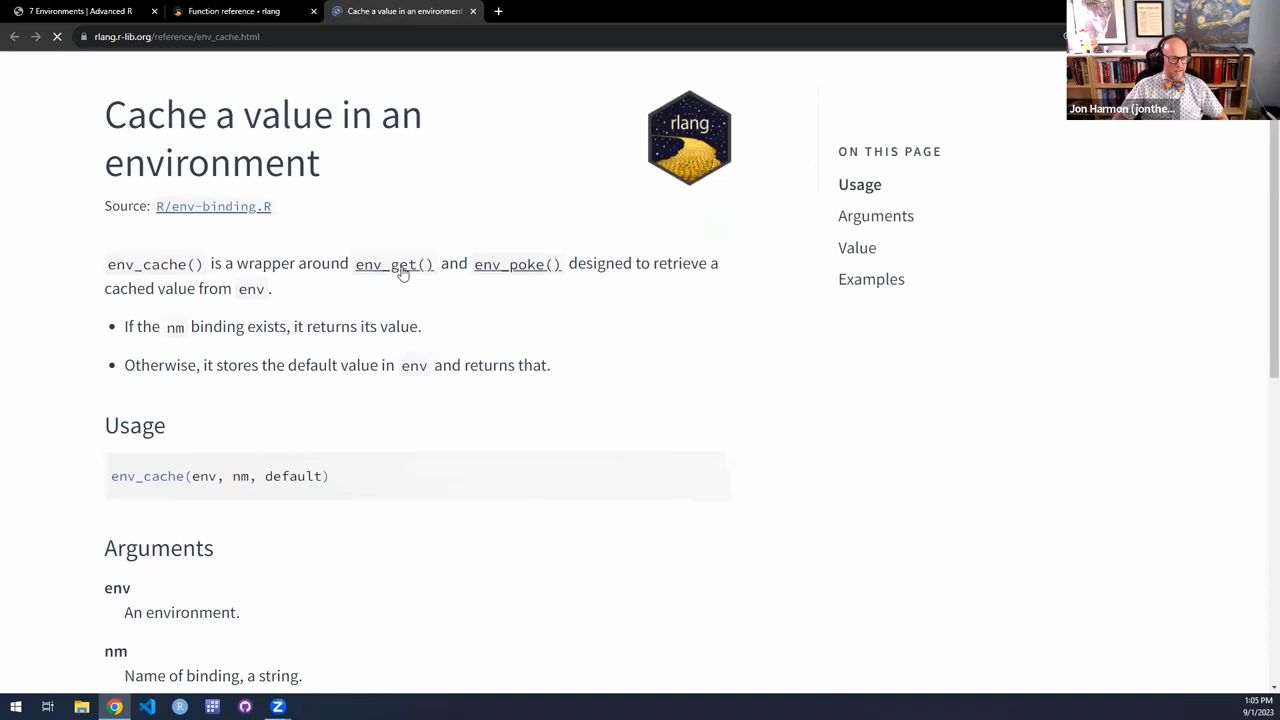 7 Environments | Advanced R
Function reference • rlang
Cache a value in an environment
rlang.r-lib.org/reference/env_cache.html
Cache a value in an
environment
rlang
Source: R/env-binding.R
env_cache() is a wrapper around env_get() and env_poke() designed to retrieve a
cached value from env.
• If the nm binding exists, it returns its value.
• Otherwise, it stores the default value in env and returns that.
Usage
env_cache(env, nm, default)
Arguments
env
An environment.
nm
Name of binding, a string.
ON THIS PAGE
Usage
Arguments
Value
Examples
Jon Harmon (jonthe...
1:05 PM
9/1/2023